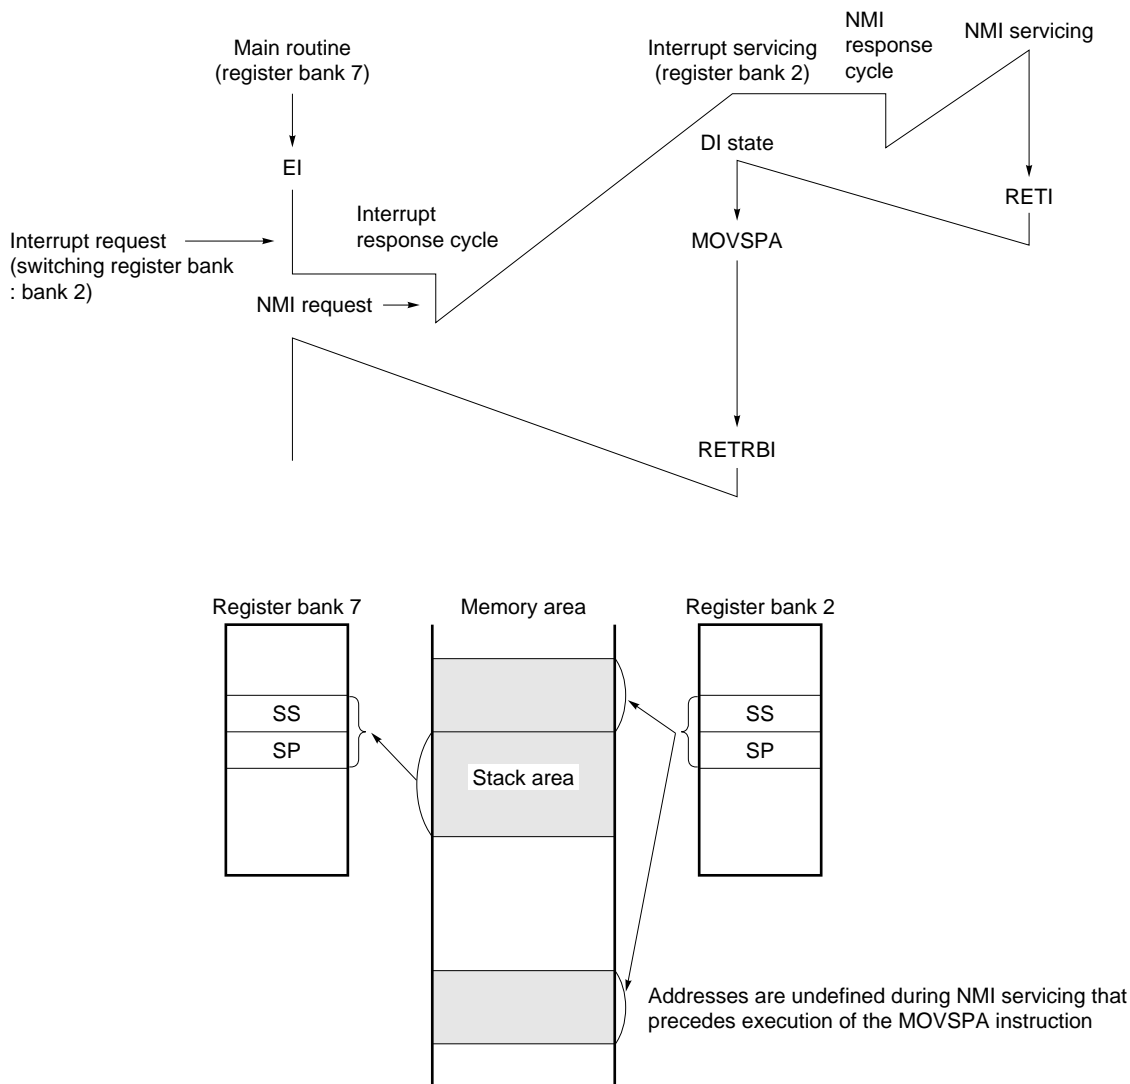 Main routine
(register bank 7)
Interrupt servicing
(register bank 2)
NMI
response
cycle
NMI servicing
EI
DI state
RETI
Interrupt request
(switching register bank
: bank 2)
Interrupt
response cycle
MOVSPA
NMI request
RETRBI
Register bank 7
Memory area
Register bank 2
SS
SP
Stack area
SS
SP
Addresses are undefined during NMI servicing that
precedes execution of the MOVSPA instruction